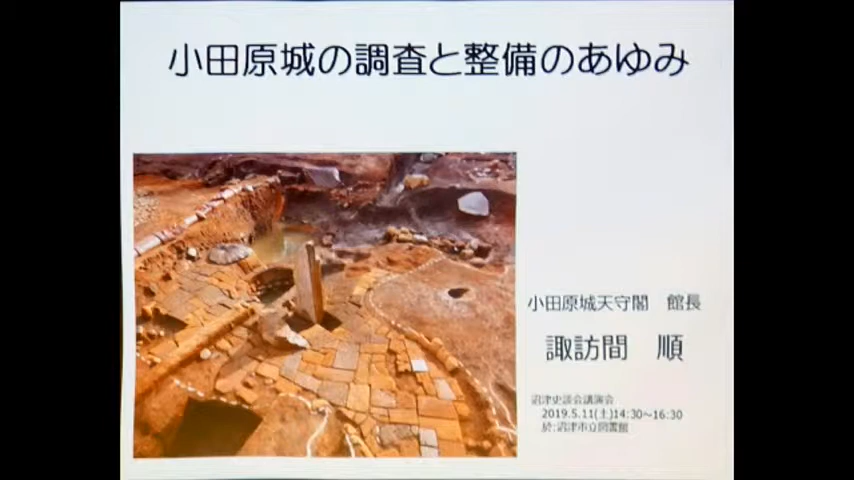 小田原城の調査と整備のあゆみ
小田原城天守閣　館長
諏訪間　順
沼津史談会講演会
2019.5.11(土)14:30～16:30
於:沼津市立図書館